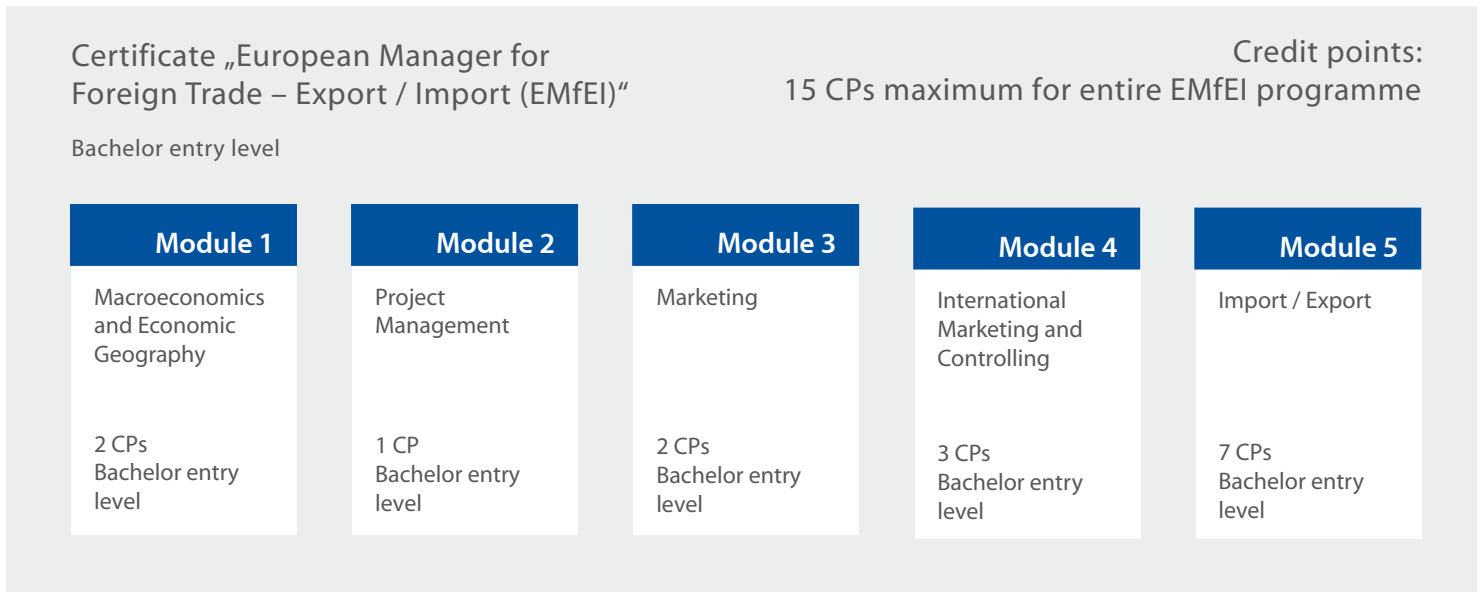 Certificate „European Manager for
Foreign Trade – Export / Import (EMfEI)“
Bachelor entry level
Credit points:
15 CPs maximum for entire EMfEI programme
Module 1
Macroeconomics
and Economic
Geography
2 CPs
Bachelor entry
level
Module 2
Project
Management
1 CP
Bachelor entry
level
Module 3
Marketing
2 CPs
Bachelor entry
level
Module 4
International
Marketing and
Controlling
3 CPs
Bachelor entry
level
Module 5
Import / Export
7 CPs
Bachelor entry
level